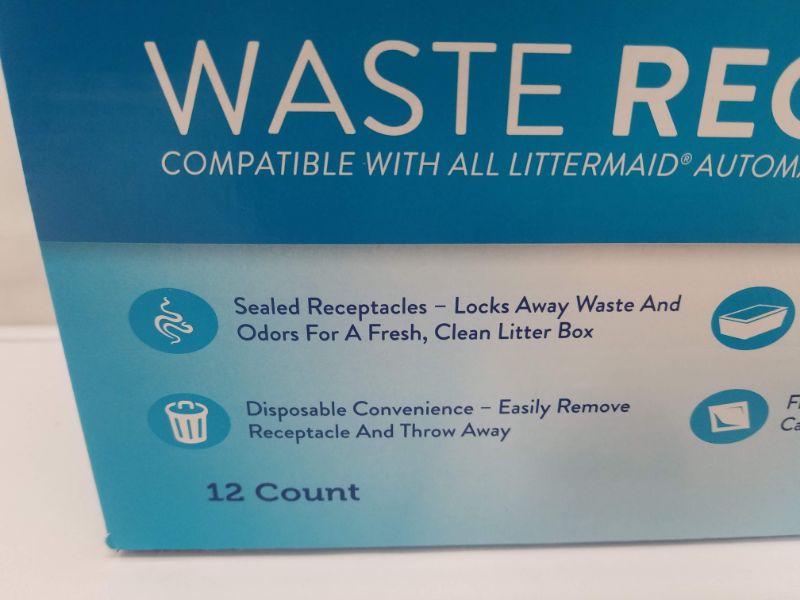 WASTE REC
COMPATIBLE WITH ALL LITTERMAID® AUTOMA
Sealed Receptacles – Locks Away Waste And
Odors For A Fresh, Clean Litter Box
Disposable Convenience – Easily Remove
Receptacle And Throw Away
Ca
12 Count